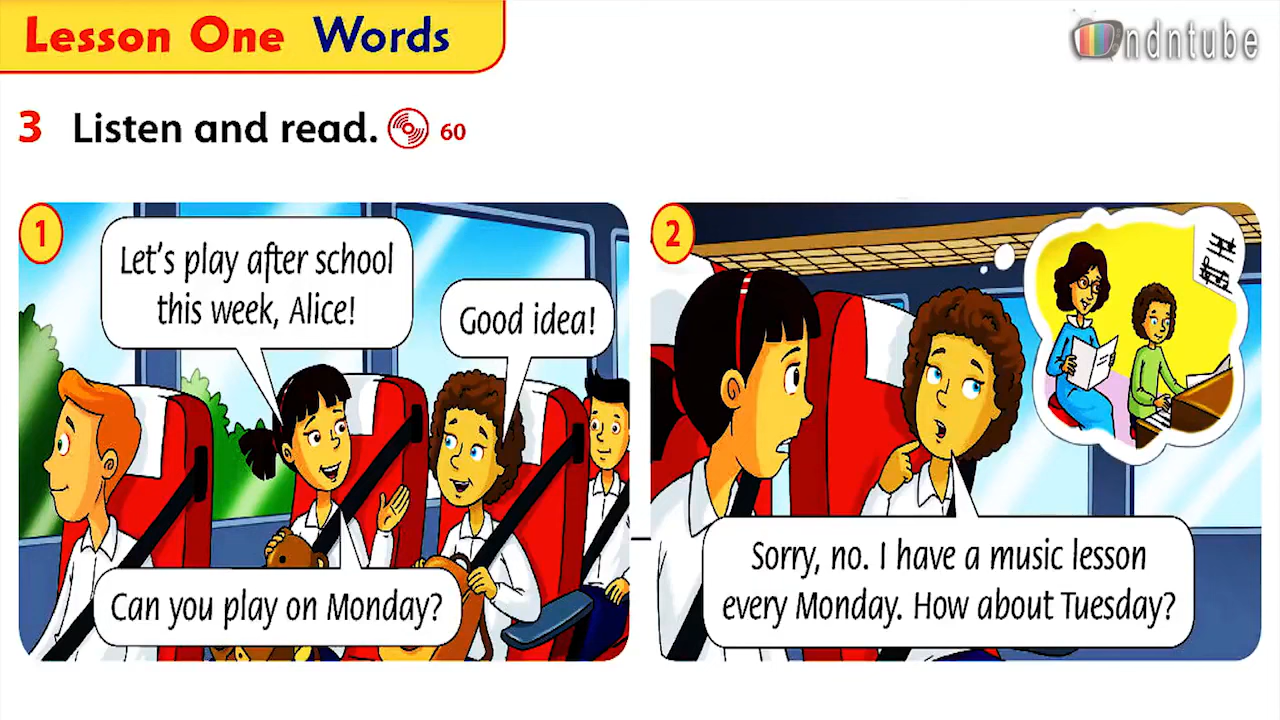 Lesson One Words
ndntube
3 Listen and read. 60
1
Let's play after school
this week, Alice!
Good idea!
Can you play on Monday?
2
Sorry, no. I have a music lesson
every Monday. How about Tuesday?